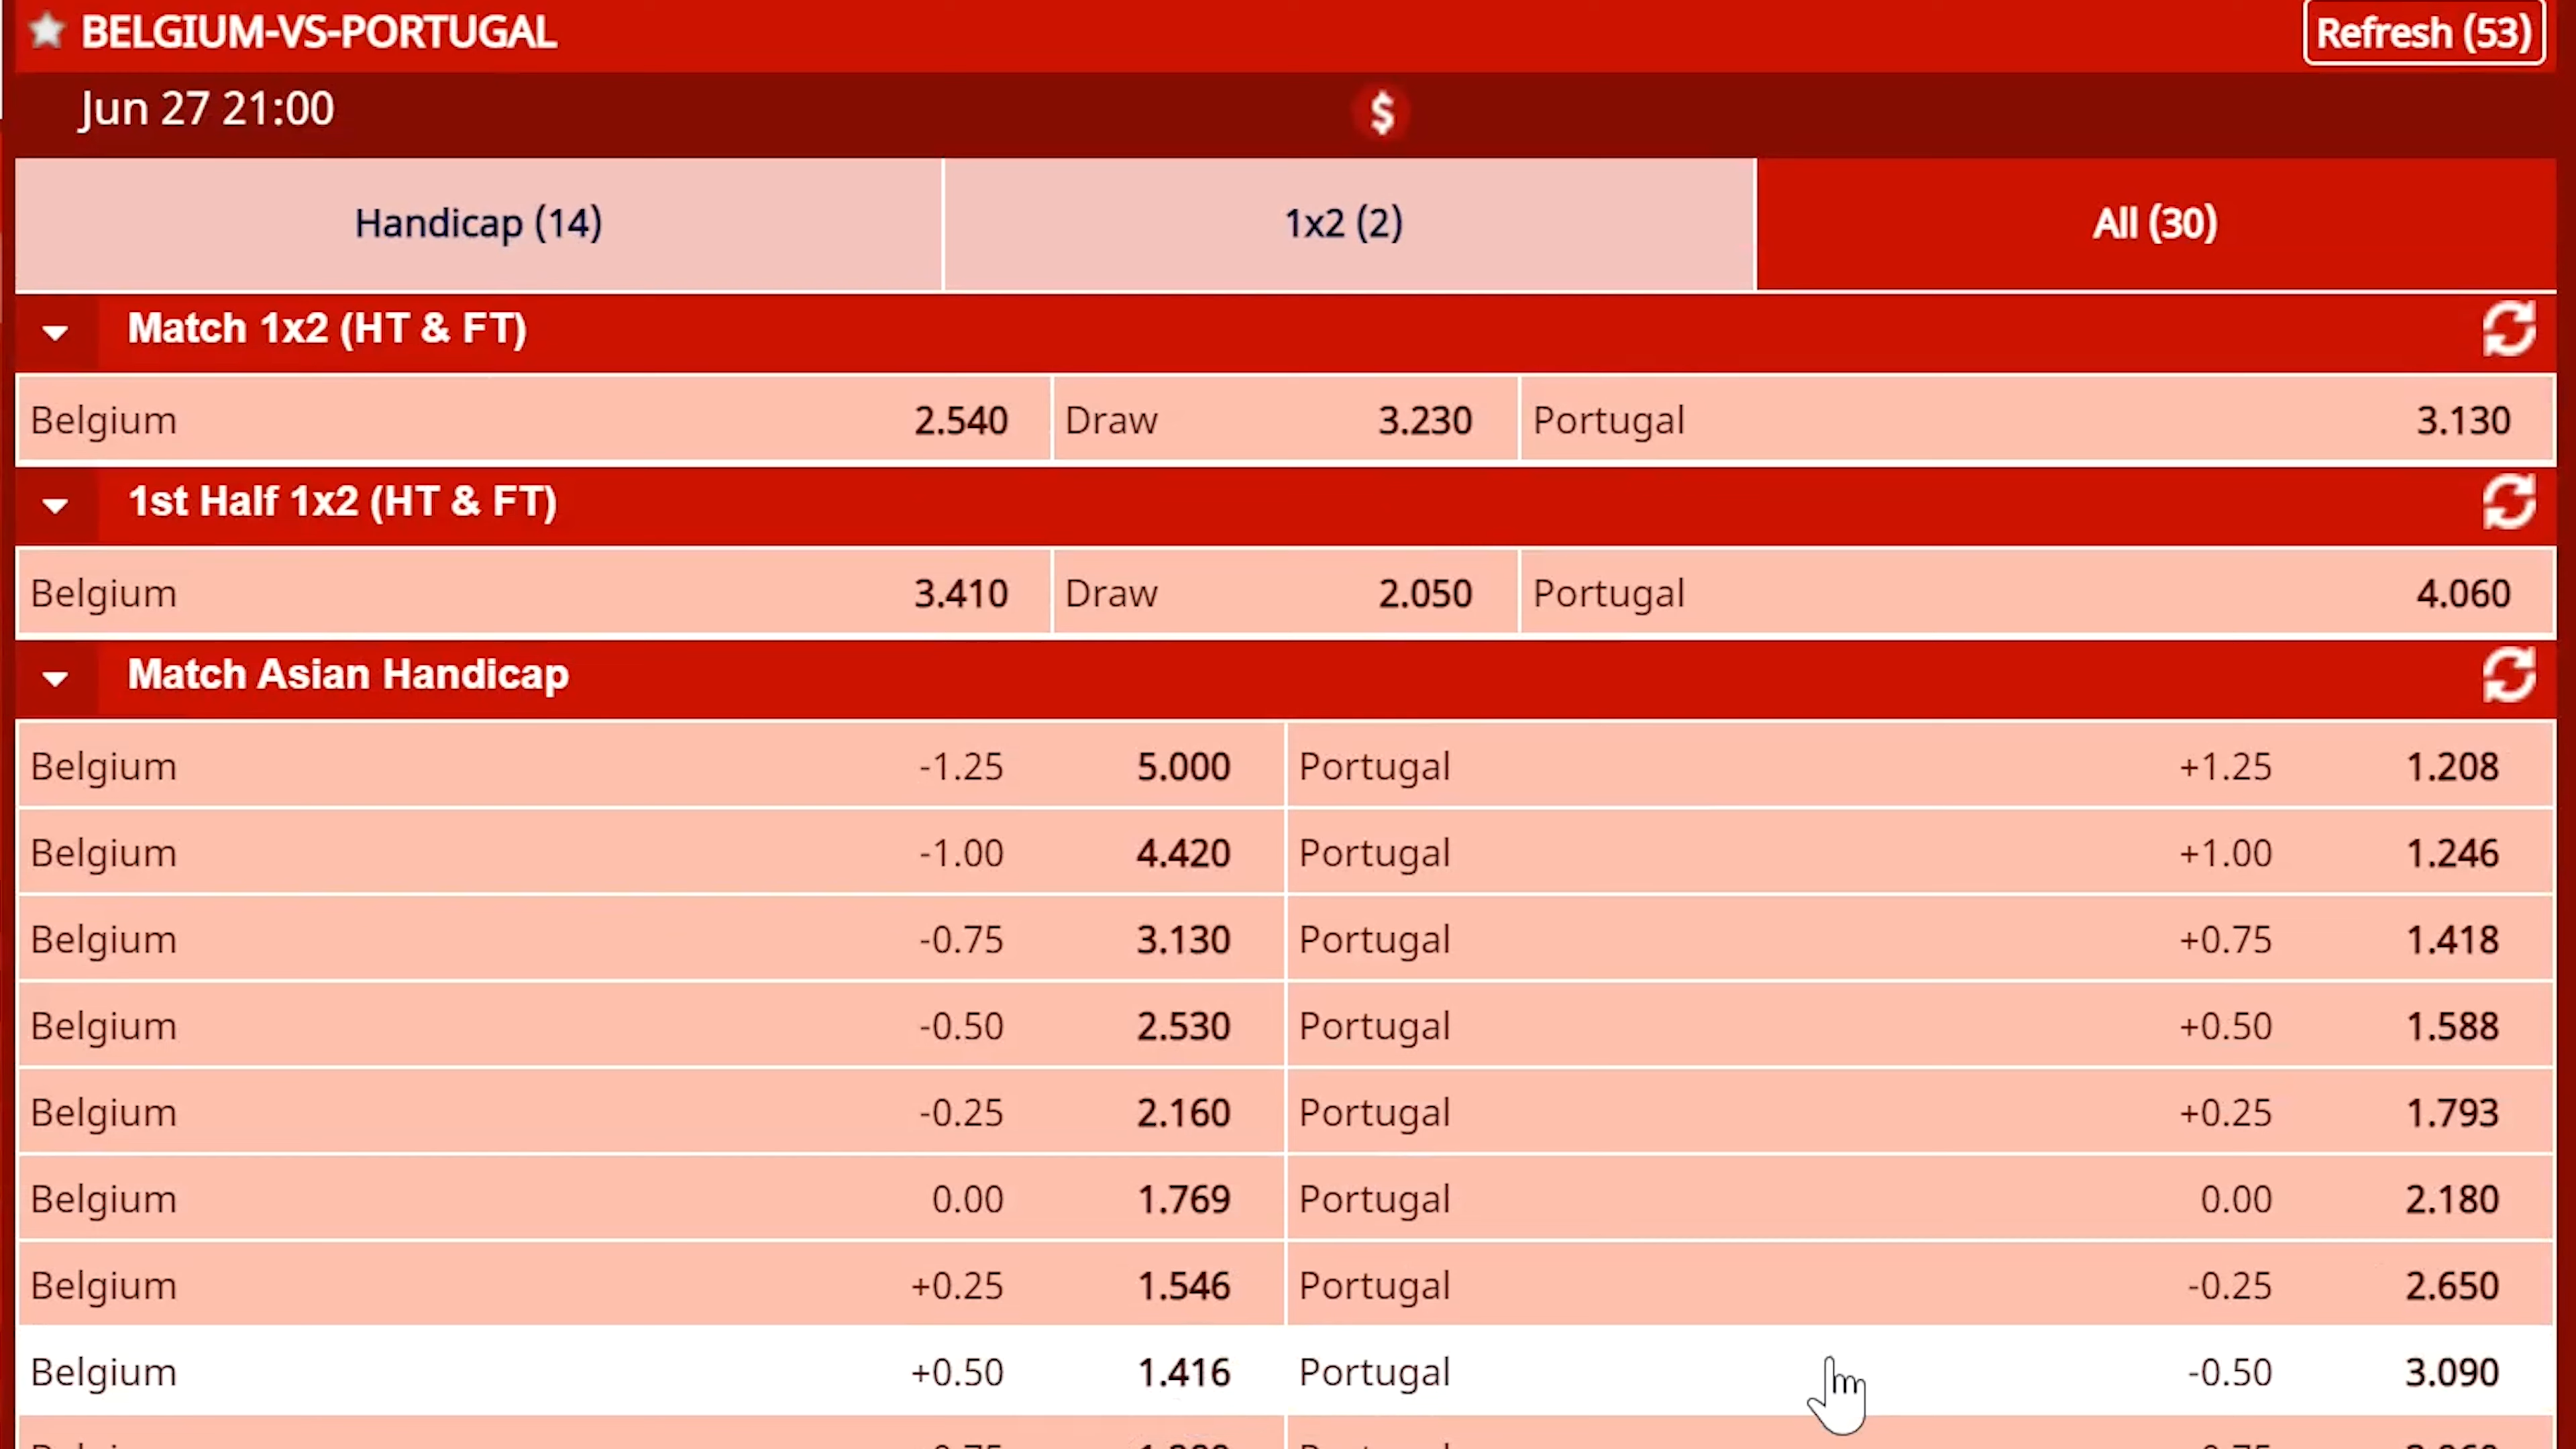 BELGIUM-VS-PORTUGAL Refresh (53)
Jun 27 21:00 $
Handicap (14) 1x2 (2) All (30)
Match 1x2 (HT & FT)
Belgium 2.540 Draw 3.230 Portugal 3.130
1st Half 1x2 (HT & FT)
Belgium 3.410 Draw 2.050 Portugal 4.060
Match Asian Handicap
Belgium -1.25 5.000 Portugal +1.25 1.208
Belgium -1.00 4.420 Portugal +1.00 1.246
Belgium -0.75 3.130 Portugal +0.75 1.418
Belgium -0.50 2.530 Portugal +0.50 1.588
Belgium -0.25 2.160 Portugal +0.25 1.793
Belgium 0.00 1.769 Portugal 0.00 2.180
Belgium +0.25 1.546 Portugal -0.25 2.650
Belgium +0.50 1.416 Portugal -0.50 3.090